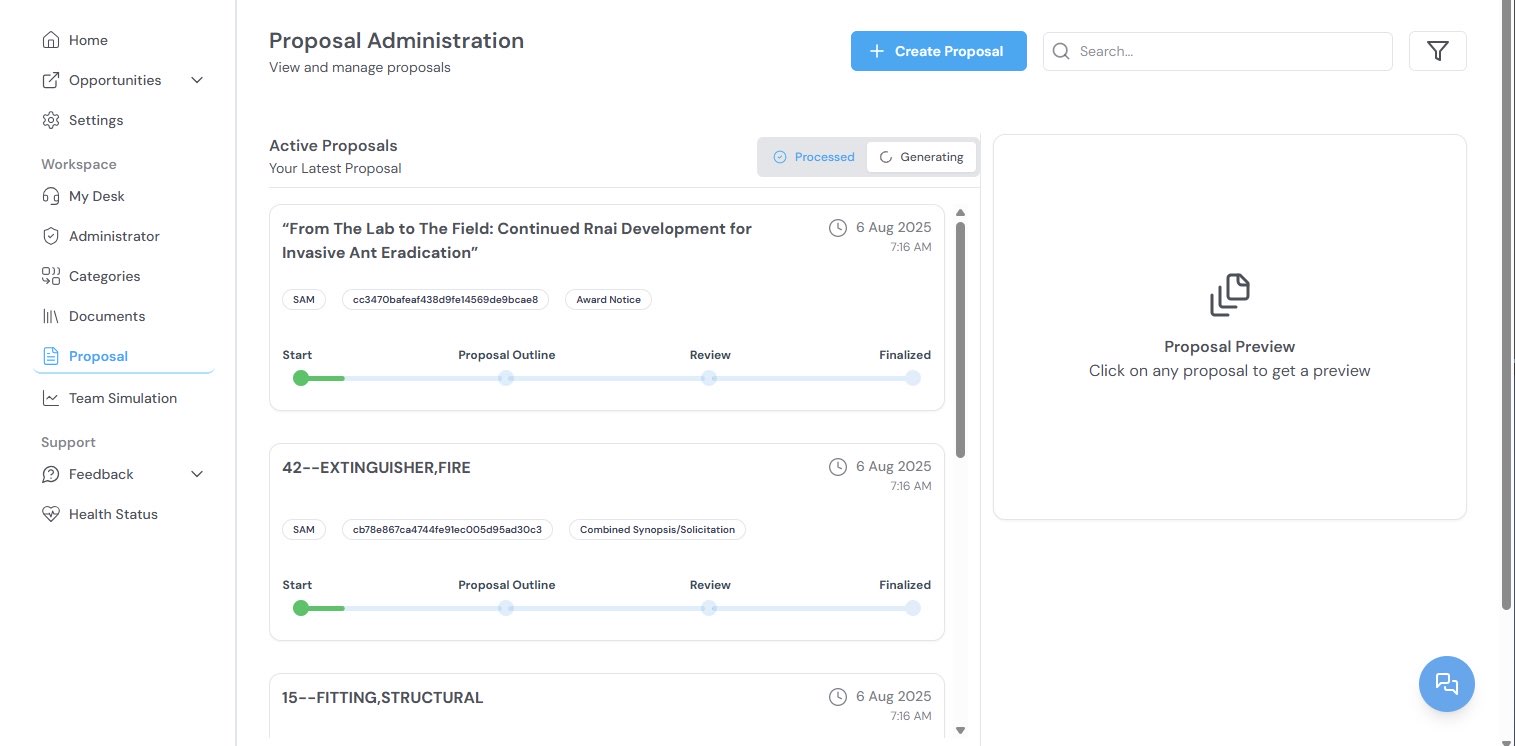 Home
Opportunities
Settings
Workspace
My Desk
Administrator
Categories
Documents
Proposal
Team Simulation
Support
Feedback
Health Status
Proposal Administration
View and manage proposals
Create Proposal
Search...
Active Proposals
Your Latest Proposal
Processed
Generating
“From The Lab to The Field: Continued Rnai Development for
Invasive Ant Eradication”
6 Aug 2025
7:16 AM
SAM
cc3470bafeaf438d9fe14569de9bcae8
Award Notice
Start
Proposal Outline
Review
Finalized
42--EXTINGUISHER,FIRE
6 Aug 2025
7:16 AM
SAM
cb78e867ca4744fe91ec005d95ad30c3
Combined Synopsis/Solicitation
Start
Proposal Outline
Review
Finalized
15--FITTING,STRUCTURAL
6 Aug 2025
7:16 AM
Proposal Preview
Click on any proposal to get a preview